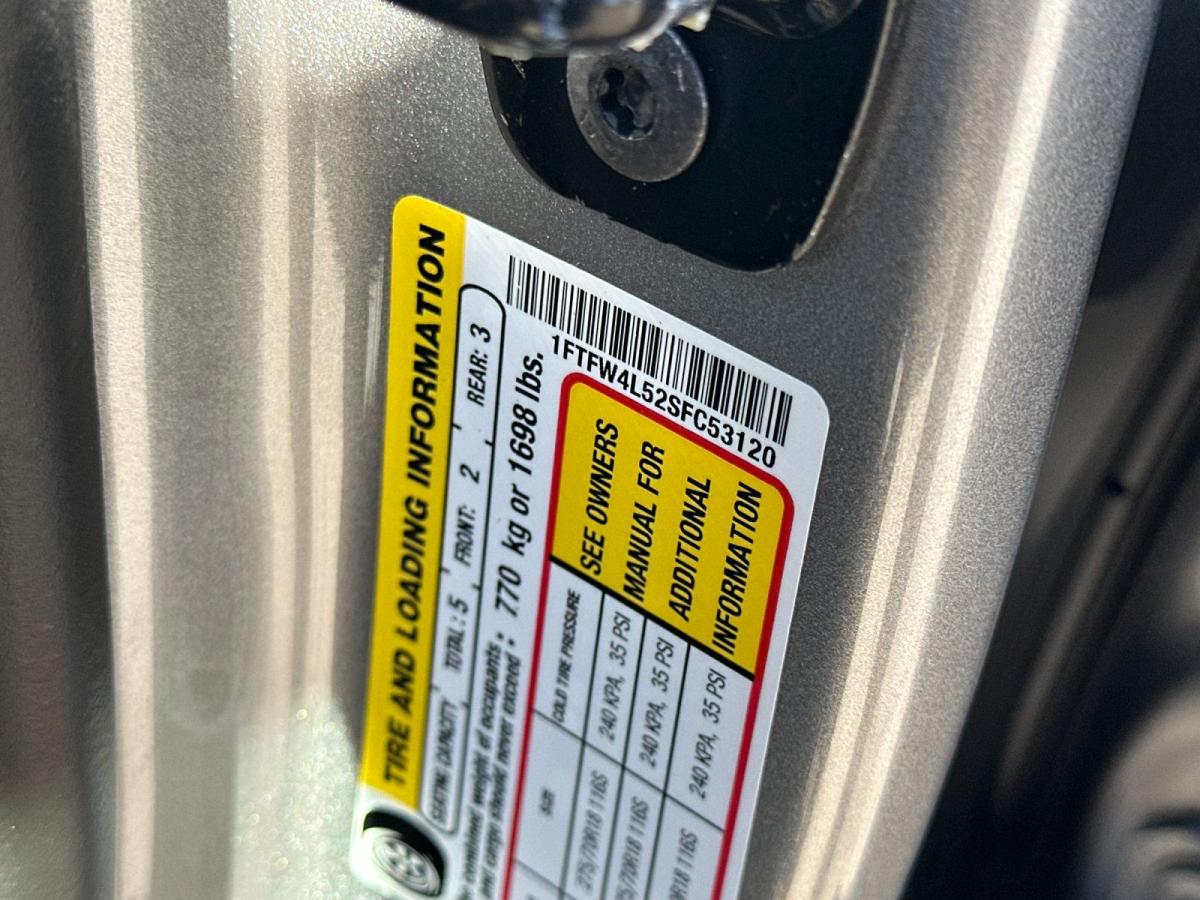 TIRE AND LOADING INFORMATION
SEATING CAPACITY TOTAL: 5 FRONT: 2 REAR: 3
combined weight of occupants
and cargo should never exceed: 770 kg or 1698 lbs.
1FTFW4L52SFC53120
SIZE COLD TIRE PRESSURE
275/70R18 116S 240 KPA, 35 PSI
116S 240 KPA, 35 PSI
116S 240 KPA, 35 PSI
SEE OWNERS
MANUAL FOR
ADDITIONAL
INFORMATION